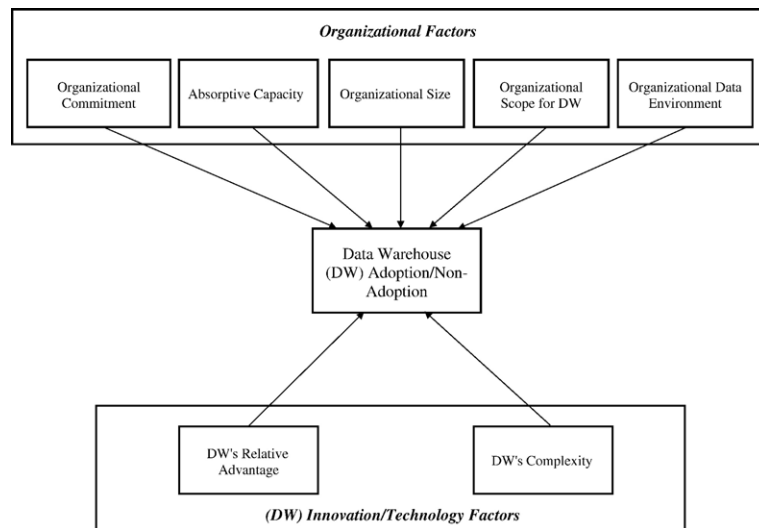 Organizational Factors
Organizational
Commitment
Absorptive Capacity
Organizational Size
Organizational
Scope for DW
Organizational Data
Environment
Data Warehouse
(DW) Adoption/Non-
Adoption
DW's Relative
Advantage
DW's Complexity
(DW) Innovation/Technology Factors